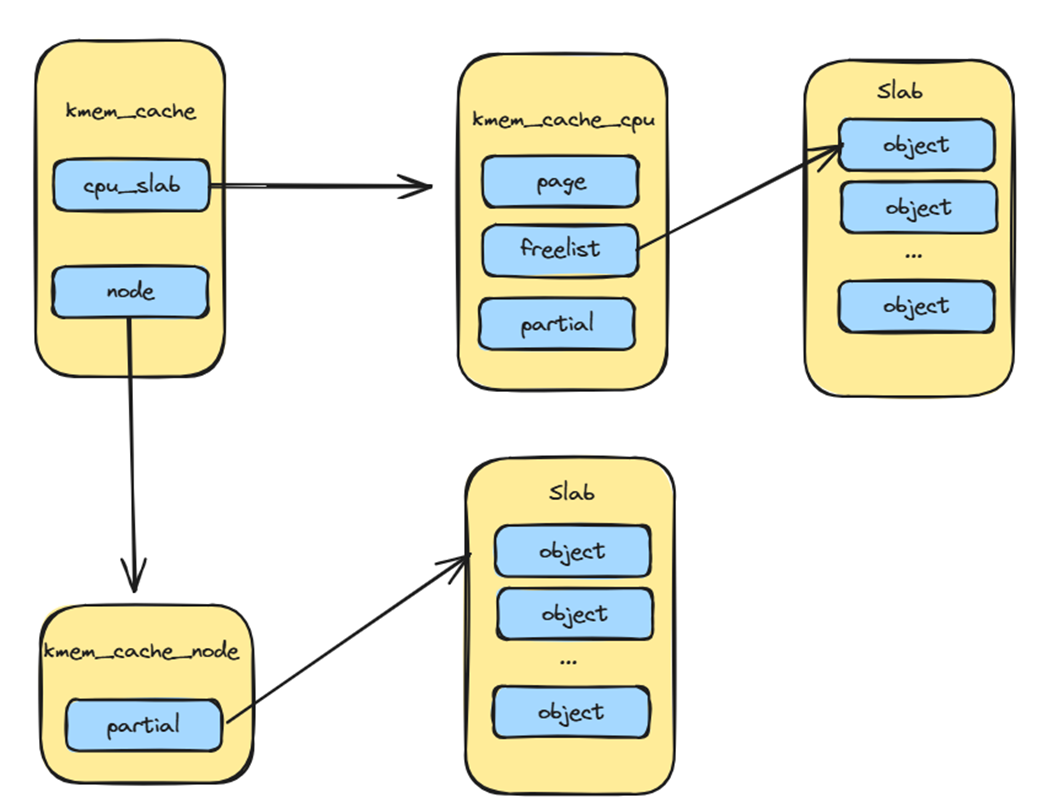 kmem_cache
cpu_slab
node
kmem_cache_cpu
page
freelist
partial
Slab
object
object
...
object
kmem_cache_node
partial
Slab
object
object
...
object